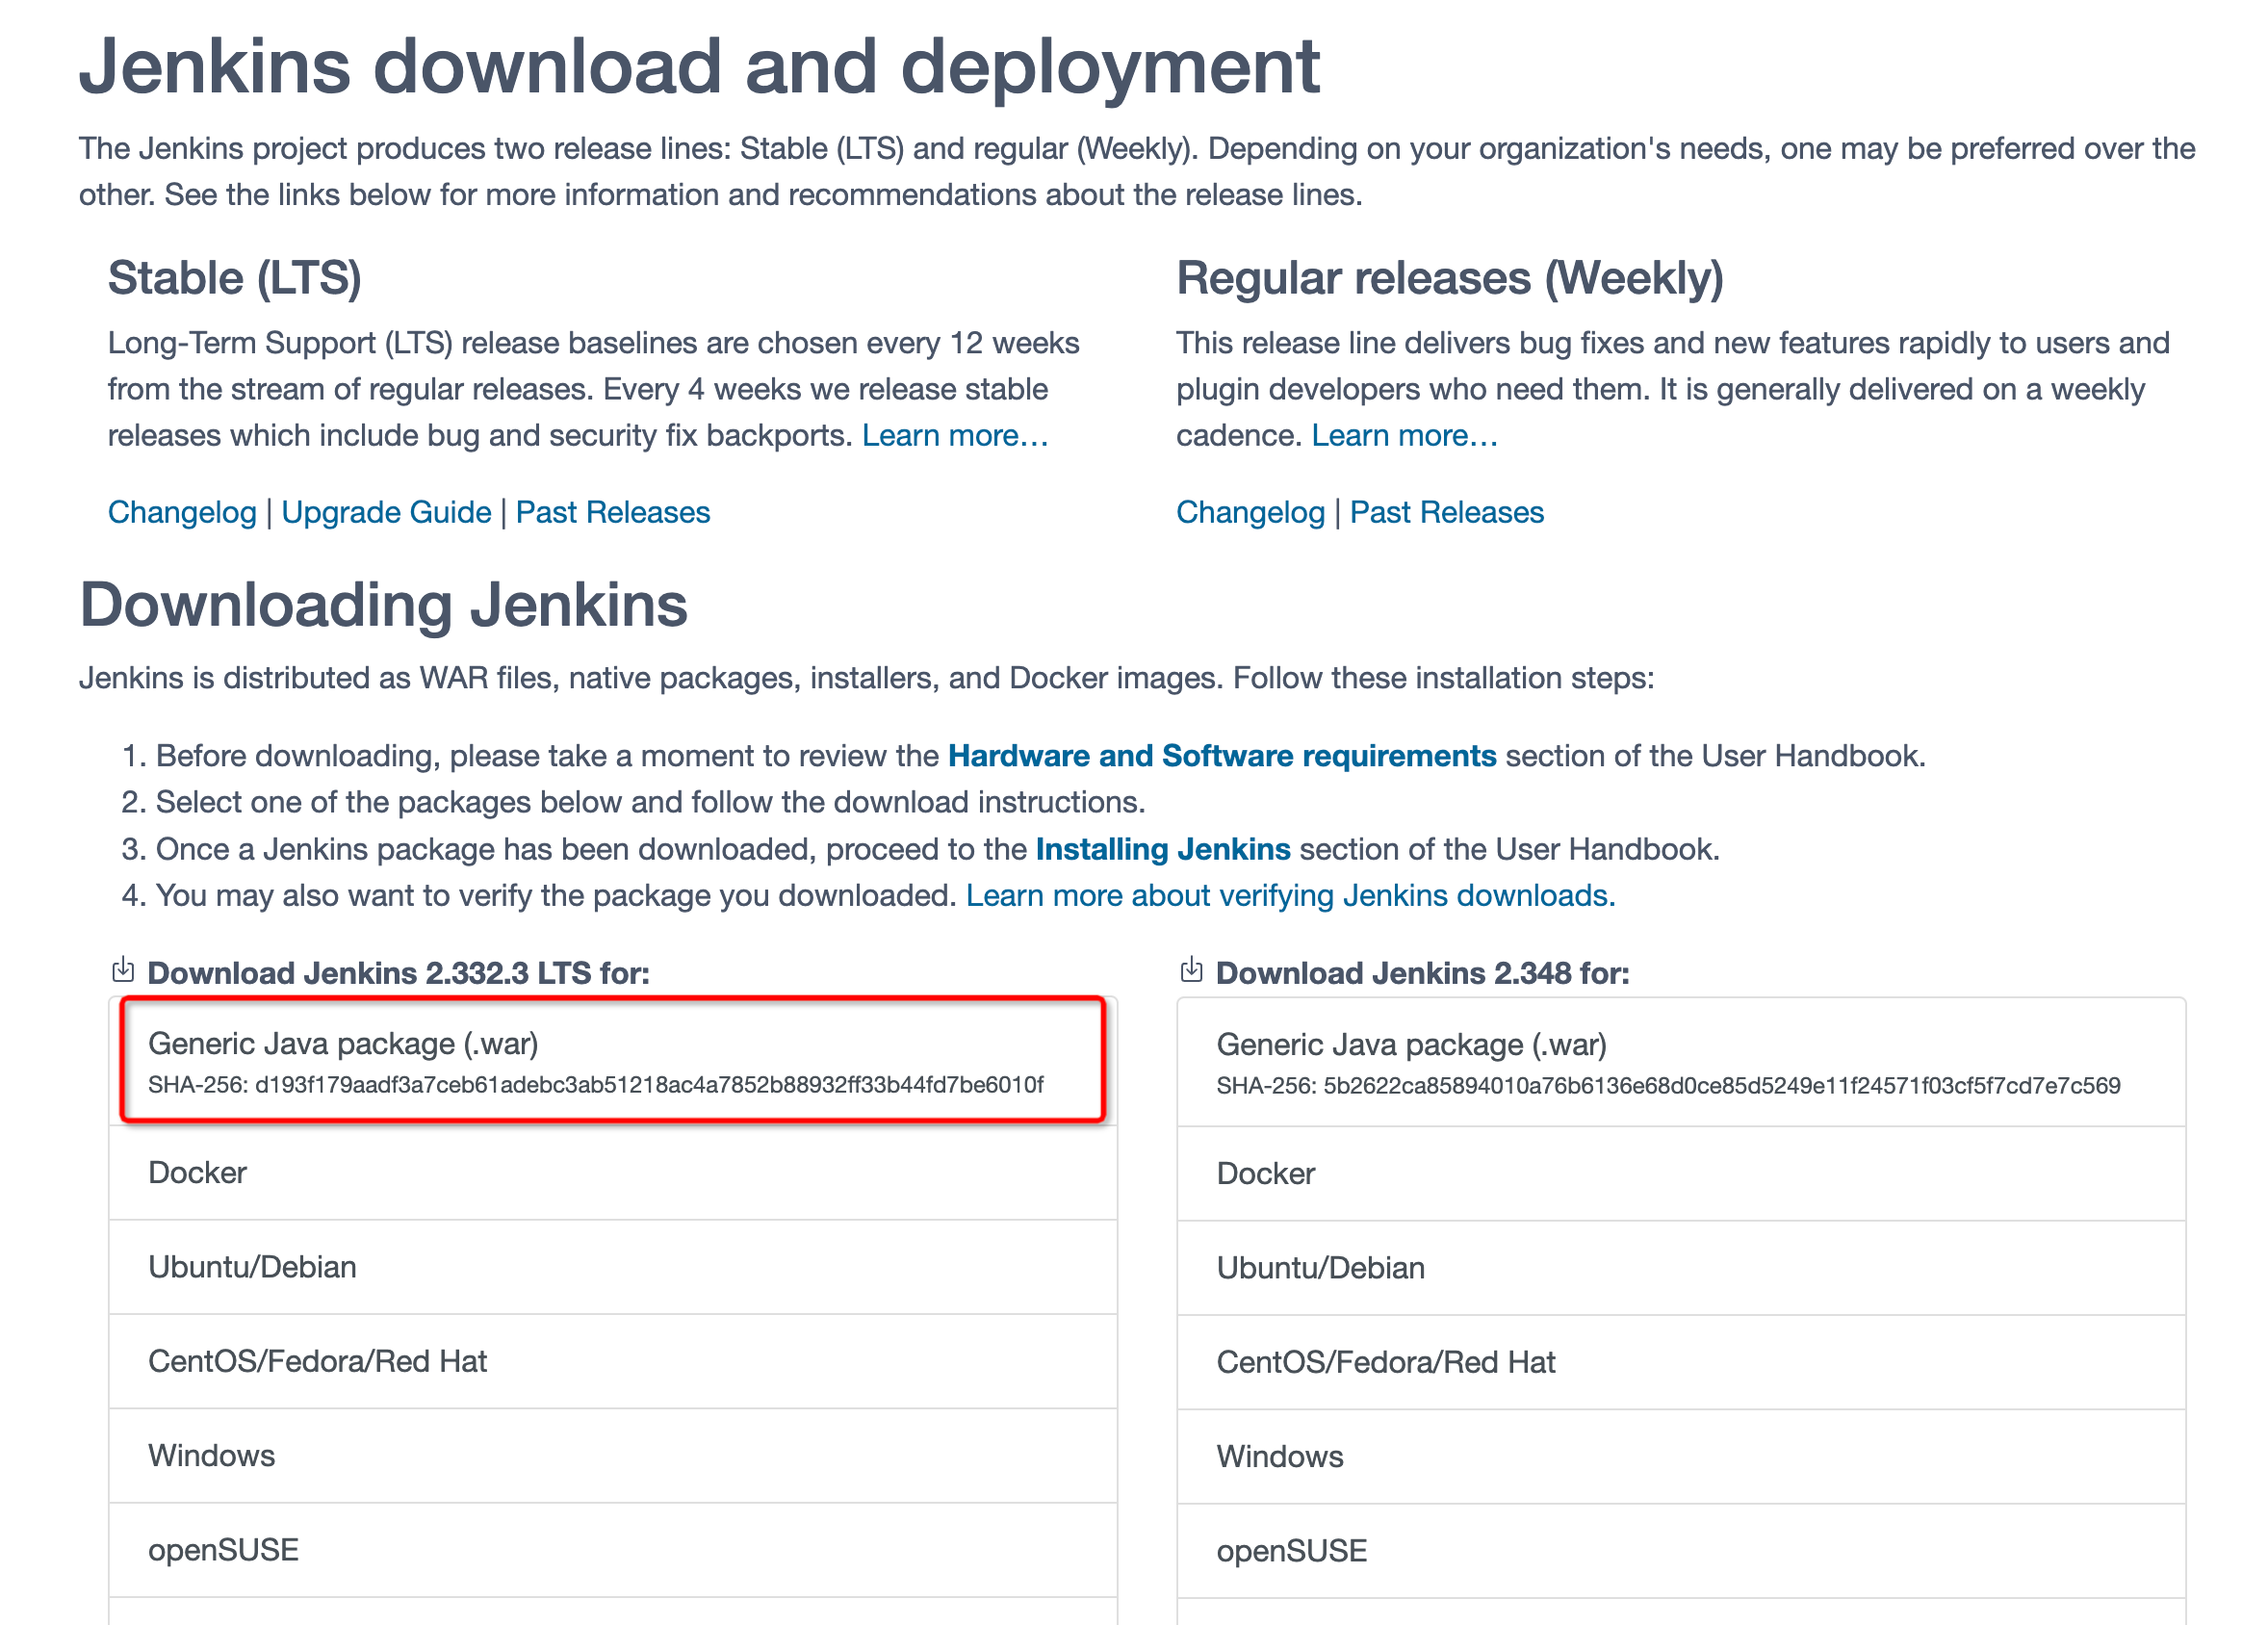 Jenkins download and deployment
The Jenkins project produces two release lines: Stable (LTS) and regular (Weekly). Depending on your organization's needs, one may be preferred over the
other. See the links below for more information and recommendations about the release lines.
Stable (LTS)
Long-Term Support (LTS) release baselines are chosen every 12 weeks
from the stream of regular releases. Every 4 weeks we release stable
releases which include bug and security fix backports. Learn more…
Changelog | Upgrade Guide | Past Releases
Regular releases (Weekly)
This release line delivers bug fixes and new features rapidly to users and
plugin developers who need them. It is generally delivered on a weekly
cadence. Learn more…
Changelog | Past Releases
Downloading Jenkins
Jenkins is distributed as WAR files, native packages, installers, and Docker images. Follow these installation steps:
1. Before downloading, please take a moment to review the Hardware and Software requirements section of the User Handbook.
2. Select one of the packages below and follow the download instructions.
3. Once a Jenkins package has been downloaded, proceed to the Installing Jenkins section of the User Handbook.
4. You may also want to verify the package you downloaded. Learn more about verifying Jenkins downloads.
Download Jenkins 2.332.3 LTS for:
Generic Java package (.war)
SHA-256: d193f179aadf3a7ceb61adebc3ab51218ac4a7852b88932ff33b44fd7be6010f
Docker
Ubuntu/Debian
CentOS/Fedora/Red Hat
Windows
openSUSE
Download Jenkins 2.348 for:
Generic Java package (.war)
SHA-256: 5b2622ca85894010a76b6136e68d0ce85d5249e11f24571f03cf5f7cd7e7c569
Docker
Ubuntu/Debian
CentOS/Fedora/Red Hat
Windows
openSUSE